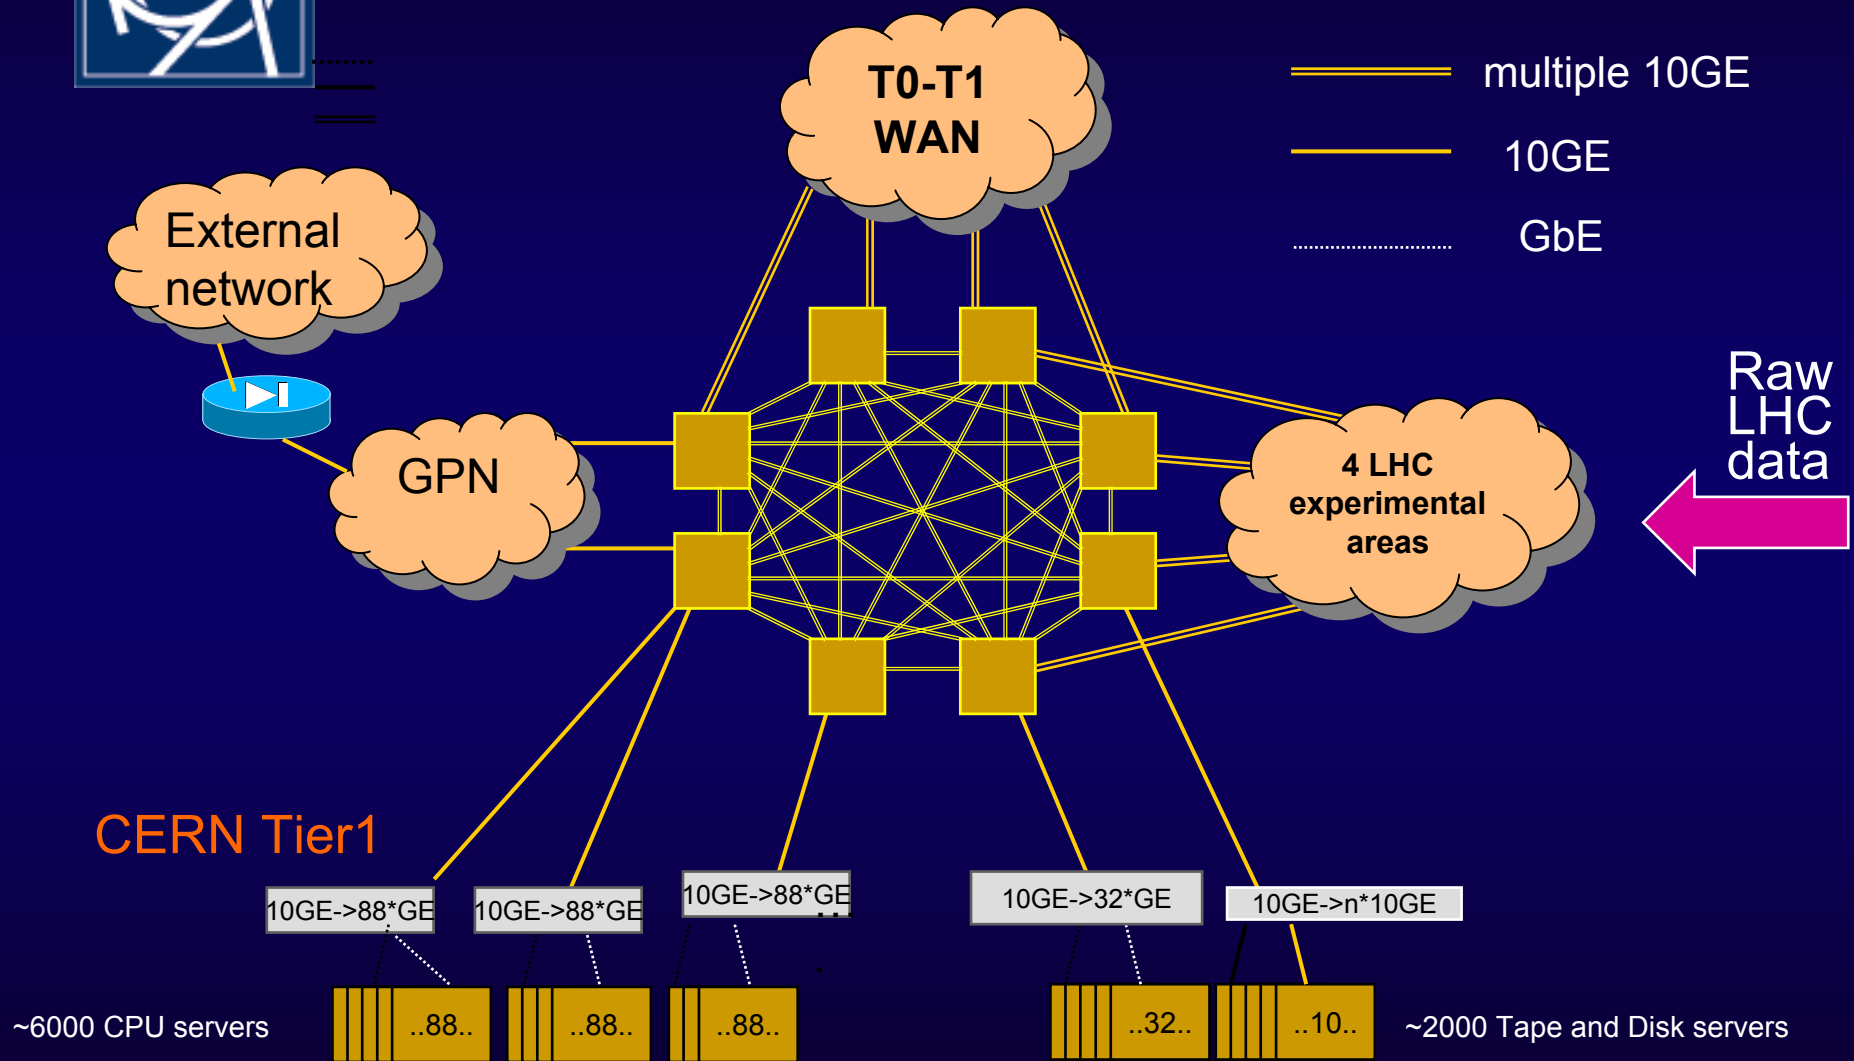 T0-T1
WAN
multiple 10GE
10GE
GbE
External
network
Raw
LHC
data
GPN
4 LHC
experimental
areas
CERN Tier1
10GE->88*GE
10GE->88*GE
10GE->88*GE
...
10GE->32*GE
10GE->n*10GE
.
~6000 CPU servers
..88..
..88..
..88..
..32..
..10..
~2000 Tape and Disk servers